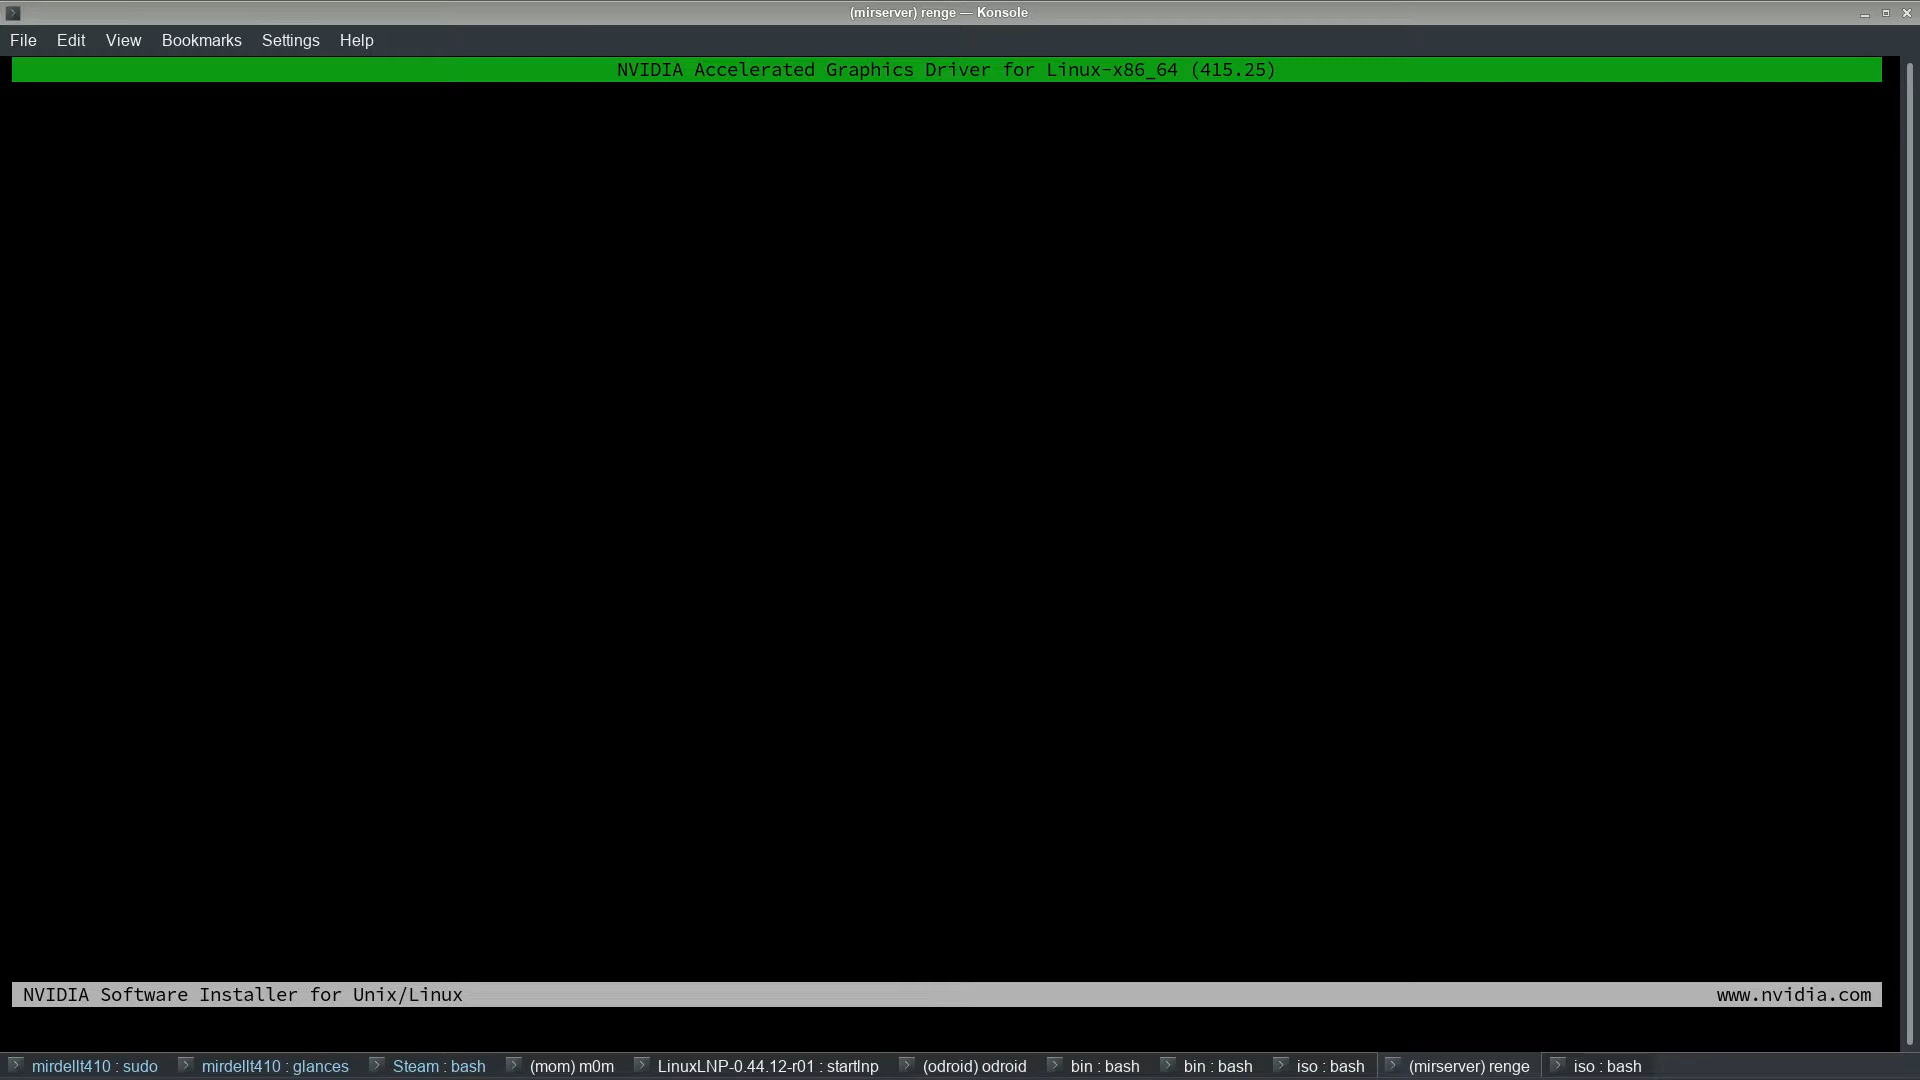 (mirserver) renge — Konsole
File Edit View Bookmarks Settings Help
NVIDIA Accelerated Graphics Driver for Linux-x86_64 (415.25)
NVIDIA Software Installer for Unix/Linux www.nvidia.com
mirdellt410 : sudo mirdellt410 : glances Steam : bash (mom) m0m LinuxLNP-0.44.12-r01 : startlnp (odroid) odroid bin : bash bin : bash iso : bash (mirserver) renge iso : bash